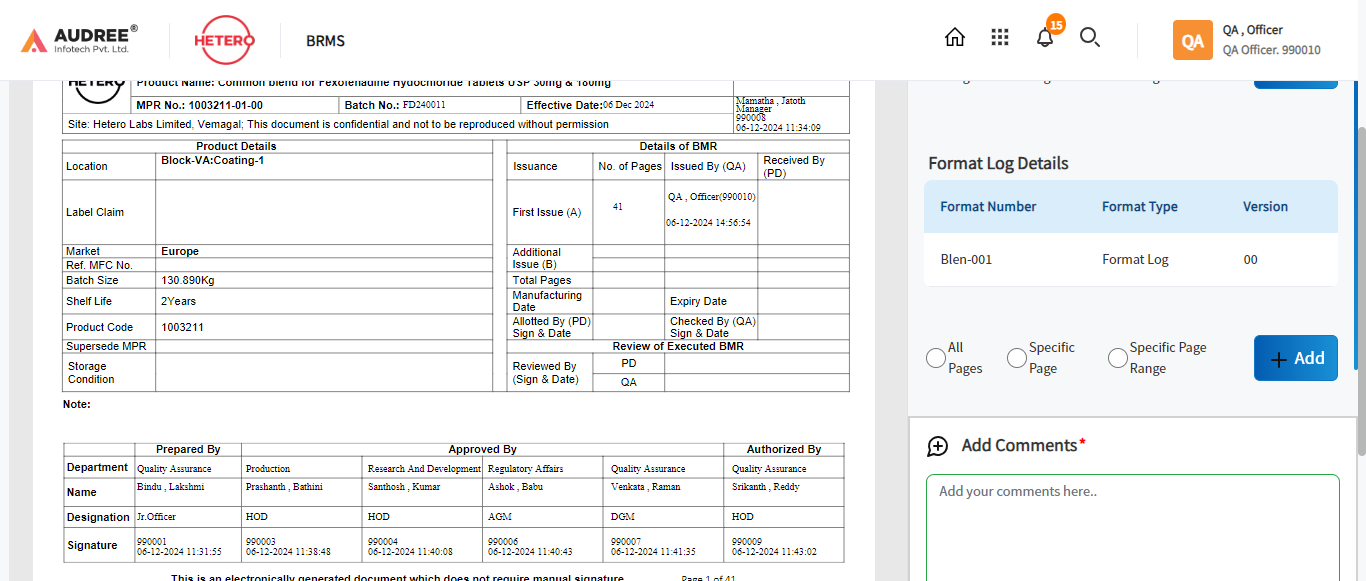 AUDREE®
Infotech Pvt. Ltd.
HETERO
BRMS
15
QA
QA , Officer
QA Officer. 990010
HETERO
Product Name: Common blend for Fexofenadine Hydochloride Tablets USP 30mg & 180mg
MPR No.: 1003211-01-00
Batch No.: FD240011
Effective Date:06 Dec 2024
Mamatha , Jatoth
Manager
990008
06-12-2024 11:34:09
Site: Hetero Labs Limited, Vemagal; This document is confidential and not to be reproduced without permission
Product Details
Location
Block-VA:Coating-1
Label Claim
Market
Europe
Ref. MFC No.
Batch Size
130.890Kg
Shelf Life
2Years
Product Code
1003211
Supersede MPR
Storage
Condition
Details of BMR
Issuance
No. of Pages
Issued By (QA)
Received By
(PD)
First Issue (A)
41
QA , Officer(990010)
06-12-2024 14:56:54
Additional
Issue (B)
Total Pages
Manufacturing
Date
Expiry Date
Allotted By (PD)
Sign & Date
Checked By (QA)
Sign & Date
Review of Executed BMR
Reviewed By
(Sign & Date)
PD
QA
Note:
Prepared By
Approved By
Authorized By
Department
Quality Assurance
Production
Research And Development
Regulatory Affairs
Quality Assurance
Quality Assurance
Name
Bindu , Lakshmi
Prashanth , Bathini
Santhosh , Kumar
Ashok , Babu
Venkata , Raman
Srikanth , Reddy
Designation
Jr.Officer
HOD
HOD
AGM
DGM
HOD
Signature
990001
06-12-2024 11:31:55
990003
06-12-2024 11:38:48
990004
06-12-2024 11:40:08
990006
06-12-2024 11:40:43
990007
06-12-2024 11:41:35
990009
06-12-2024 11:43:02
This is an electronically generated document which does not require manual signature
Page 1 of 41
Format Log Details
Format Number
Format Type
Version
Blen-001
Format Log
00
All
Pages
Specific
Page
Specific Page
Range
+ Add
Add Comments*
Add your comments here..